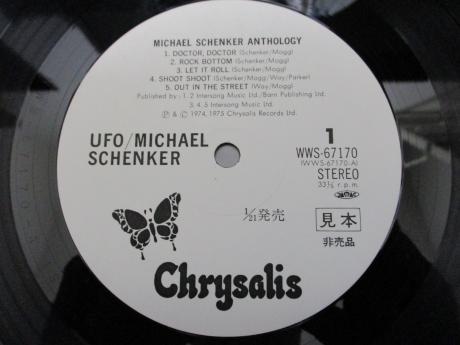 MICHAEL SCHENKER ANTHOLOGY
1. DOCTOR, DOCTOR (Schenker/Mogg)
2. ROCK BOTTOM (Schenker/Mogg)
3. LET IT ROLL (Schenker/Mogg)
4. SHOOT SHOOT (Schenker/Mogg/Way/Parker)
5. OUT IN THE STREET (Way/Mogg)
Published by: 1. 2 Intersong Music Ltd./Barn Publishing Ltd.
3. 4. 5 Intersong Music Ltd.
℗ & © 1974, 1975 Chrysalis Records Ltd.
UFO/MICHAEL
SCHENKER
1
WWS-67170
(WWS-67170-A)
STEREO
33⅓ r.p.m.
1/21発売
見本
非売品
Chrysalis